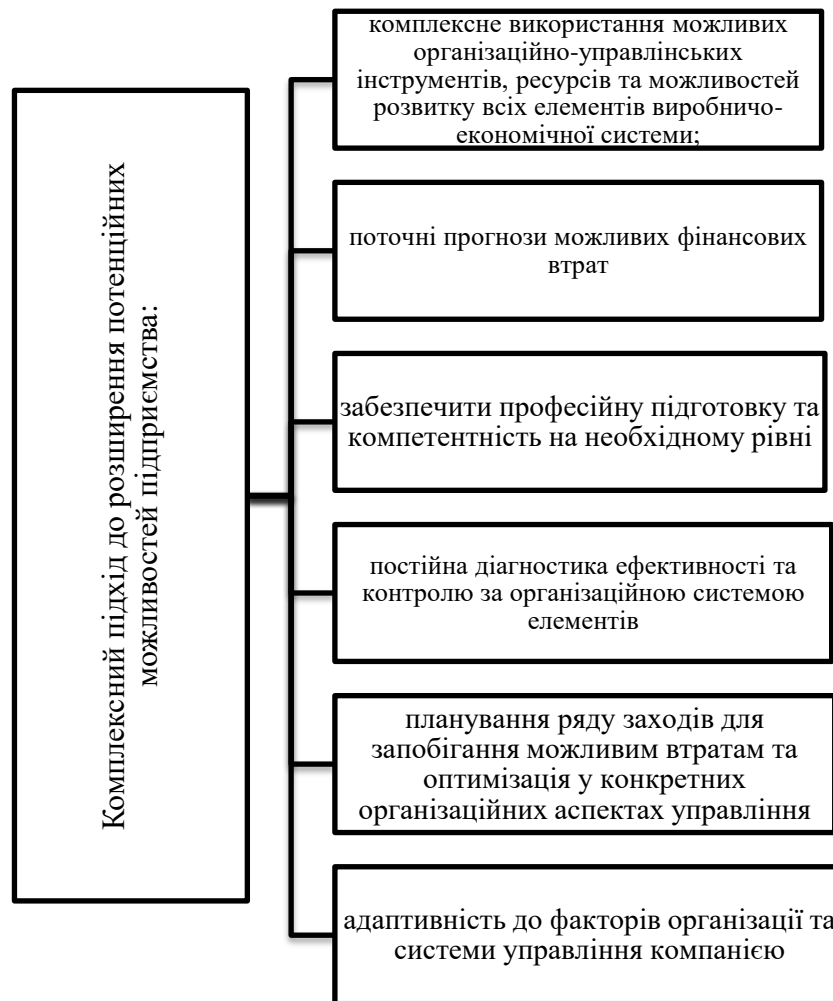 Комплексний підхід до розширення потенційних
можливостей підприємства:
комплексне використання можливих
організаційно-управлінських
інструментів, ресурсів та можливостей
розвитку всіх елементів виробничо-
економічної системи;
поточні прогнози можливих фінансових
втрат
забезпечити професійну підготовку та
компетентність на необхідному рівні
постійна діагностика ефективності та
контролю за організаційною системою
елементів
планування ряду заходів для
запобігання можливим втратам та
оптимізація у конкретних
організаційних аспектах управління
адаптивність до факторів організації та
системи управління компанією